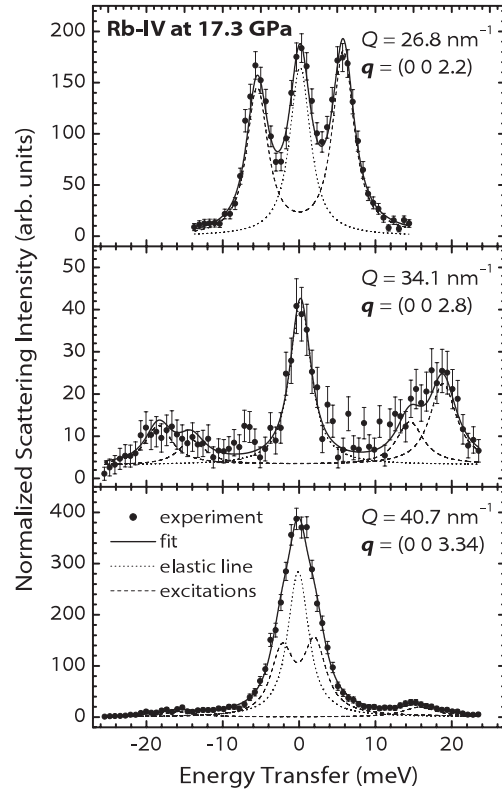 Rb-IV at 17.3 GPa
Q = 26.8 nm⁻¹
q = (0 0 2.2)
200
150
100
50
0
Q = 34.1 nm⁻¹
q = (0 0 2.8)
50
40
30
20
10
0
Q = 40.7 nm⁻¹
q = (0 0 3.34)
experiment
fit
elastic line
excitations
400
300
200
100
0
-20 -10 0 10 20
Energy Transfer (meV)
Normalized Scattering Intensity (arb. units)